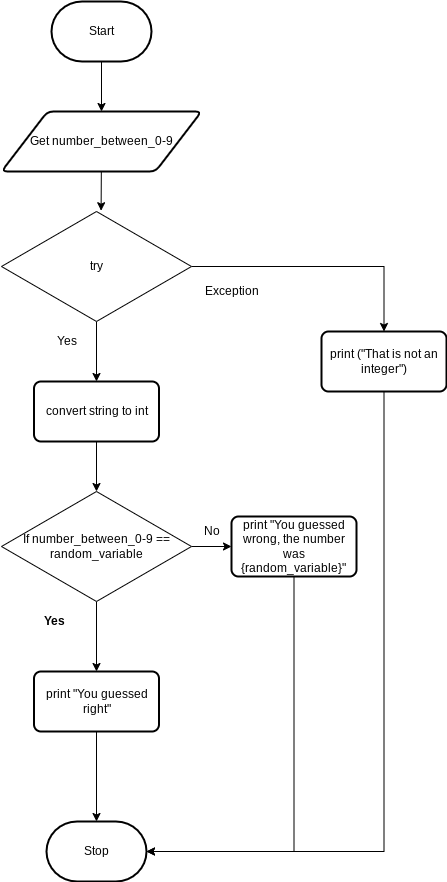 Start
Get number_between_0-9
try
Exception
Yes
print ("That is not an
integer")
convert string to int
If number_between_0-9 ==
random_variable
No
print "You guessed
wrong, the number
was
{random_variable}"
Yes
print "You guessed
right"
Stop